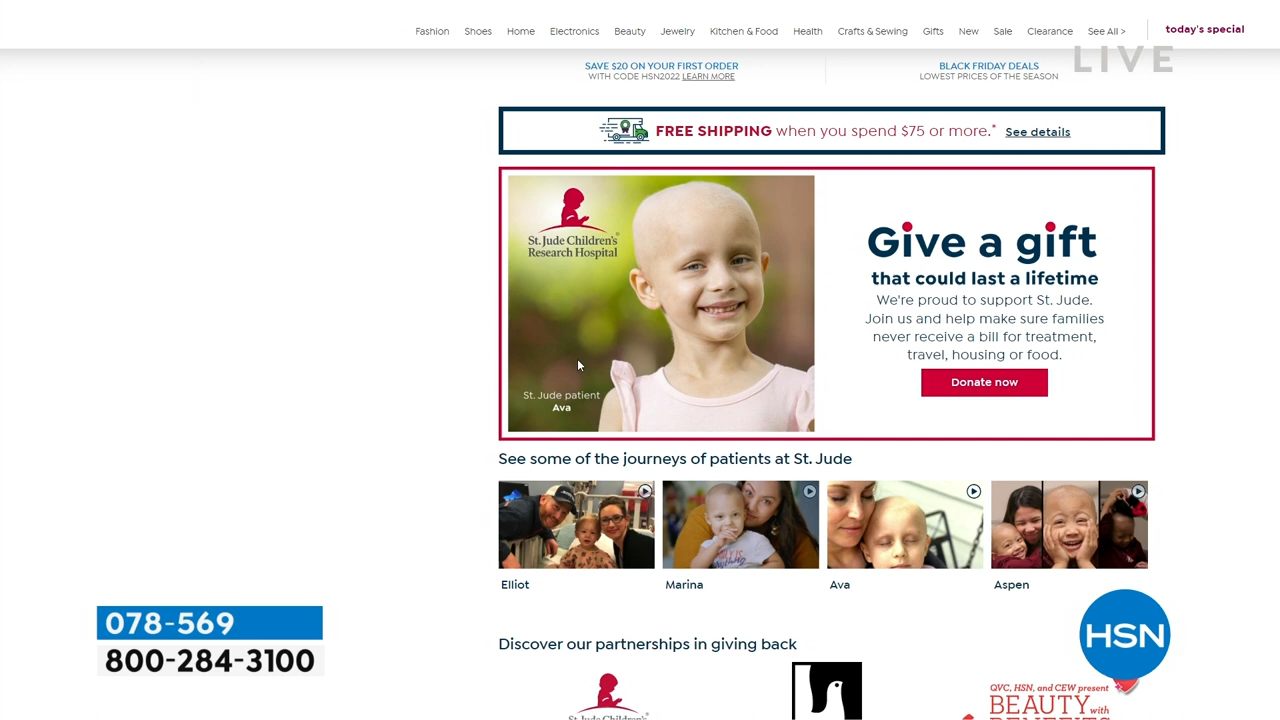 Fashion Shoes Home Electronics Beauty Jewelry Kitchen & Food Health Crafts & Sewing Gifts New Sale Clearance See All > today's special
LIVE
SAVE $20 ON YOUR FIRST ORDER
WITH CODE HSN2022 LEARN MORE
BLACK FRIDAY DEALS
LOWEST PRICES OF THE SEASON
FREE SHIPPING when you spend $75 or more.* See details
St. Jude Children's®
Research Hospital
St. Jude patient
Ava
Give a gift
that could last a lifetime
We're proud to support St. Jude.
Join us and help make sure families
never receive a bill for treatment,
travel, housing or food.
Donate now
See some of the journeys of patients at St. Jude
Elliot
Marina
Ava
Aspen
078-569
800-284-3100
HSN
Discover our partnerships in giving back
St. Jude Children's
QVC, HSN, and CEW present
BEAUTY with
BENEFITS